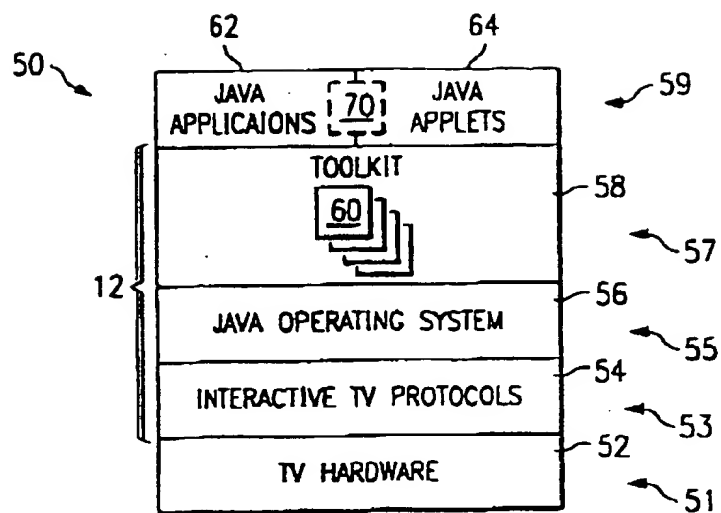 62
64
50
JAVA
APPLICAIONS
70
JAVA
APPLETS
59
TOOLKIT
58
60
57
12
56
JAVA OPERATING SYSTEM
55
54
INTERACTIVE TV PROTOCOLS
53
52
TV HARDWARE
51